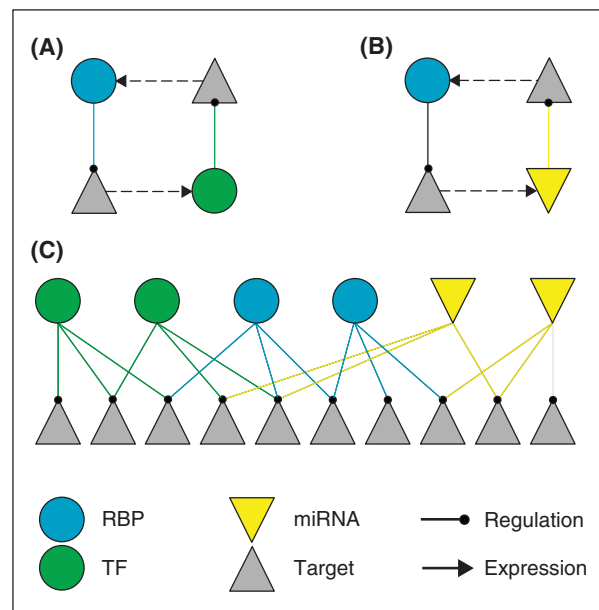 (A)
(B)
(C)
RBP
miRNA
Regulation
TF
Target
Expression